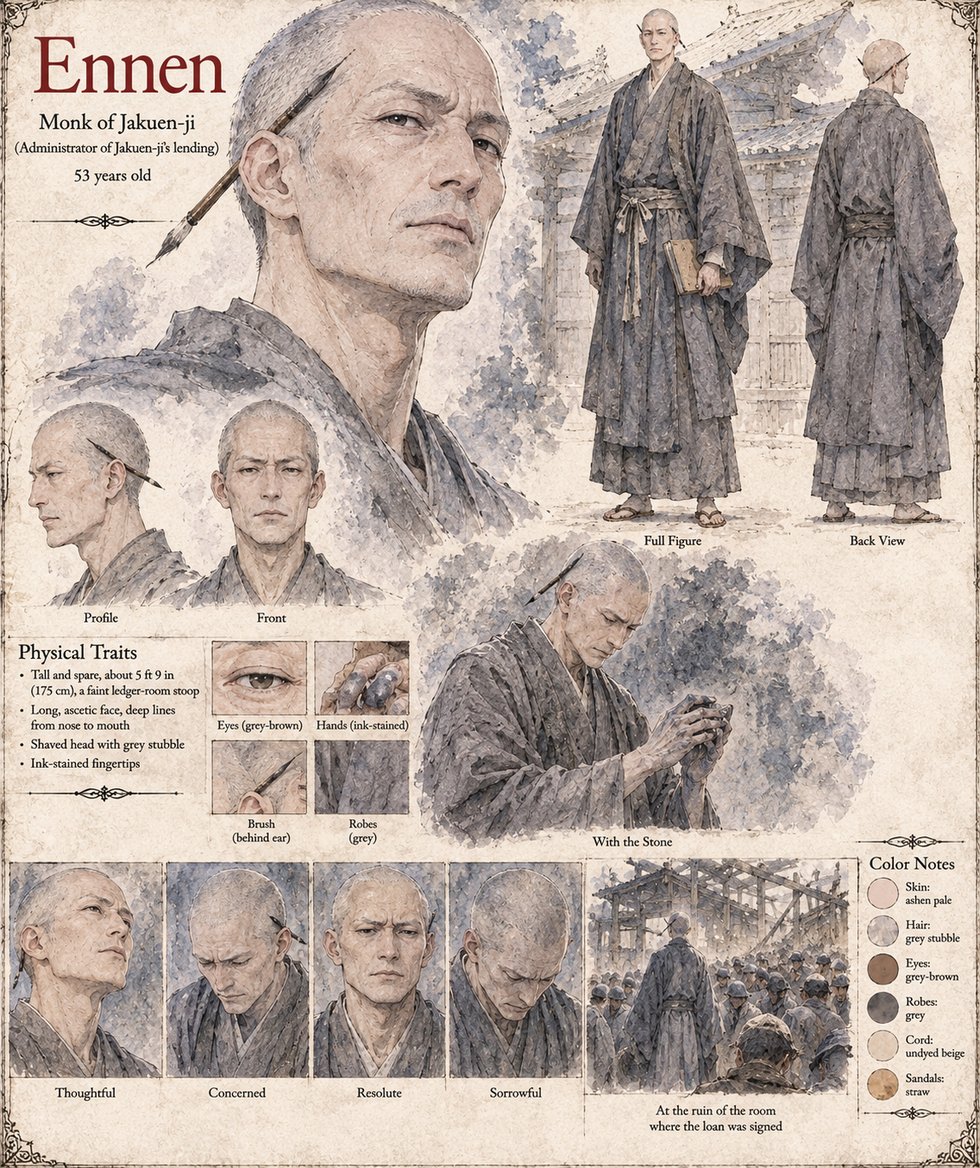 Ennen
Monk of Jakuen-ji
(Administrator of Jakuen-ji's lending)
53 years old
Full Figure
Back View
Profile
Front
Physical Traits
• Tall and spare, about 5 ft 9 in
(175 cm), a faint ledger-room stoop
• Long, ascetic face, deep lines
from nose to mouth
• Shaved head with grey stubble
• Ink-stained fingertips
Eyes (grey-brown)
Hands (ink-stained)
Brush
(behind ear)
Robes
(grey)
With the Stone
Thoughtful
Concerned
Resolute
Sorrowful
At the ruin of the room
where the loan was signed
Color Notes
Skin:
ashen pale
Hair:
grey stubble
Eyes:
grey-brown
Robes:
grey
Cord:
undyed beige
Sandals:
straw